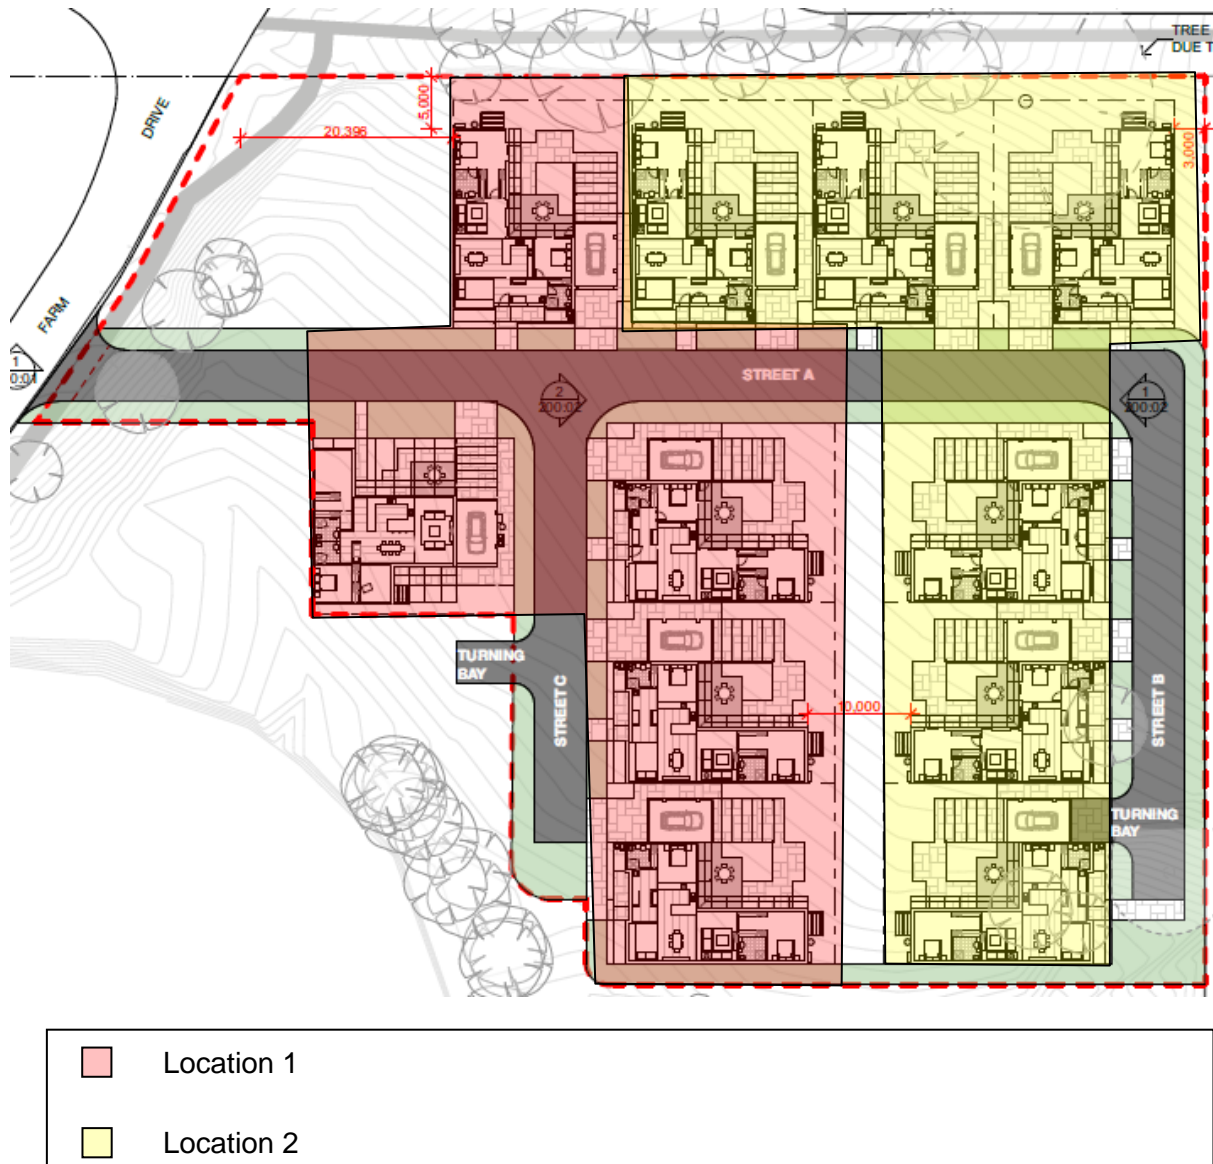 TREE
DUE T
DRIVE
5,000
20,396
3,000
FARM
1
0:01
STREET A
2
200:02
1
200:02
TURNING
BAY
STREET C
10,000
STREET B
TURNING
BAY
Location 1
Location 2